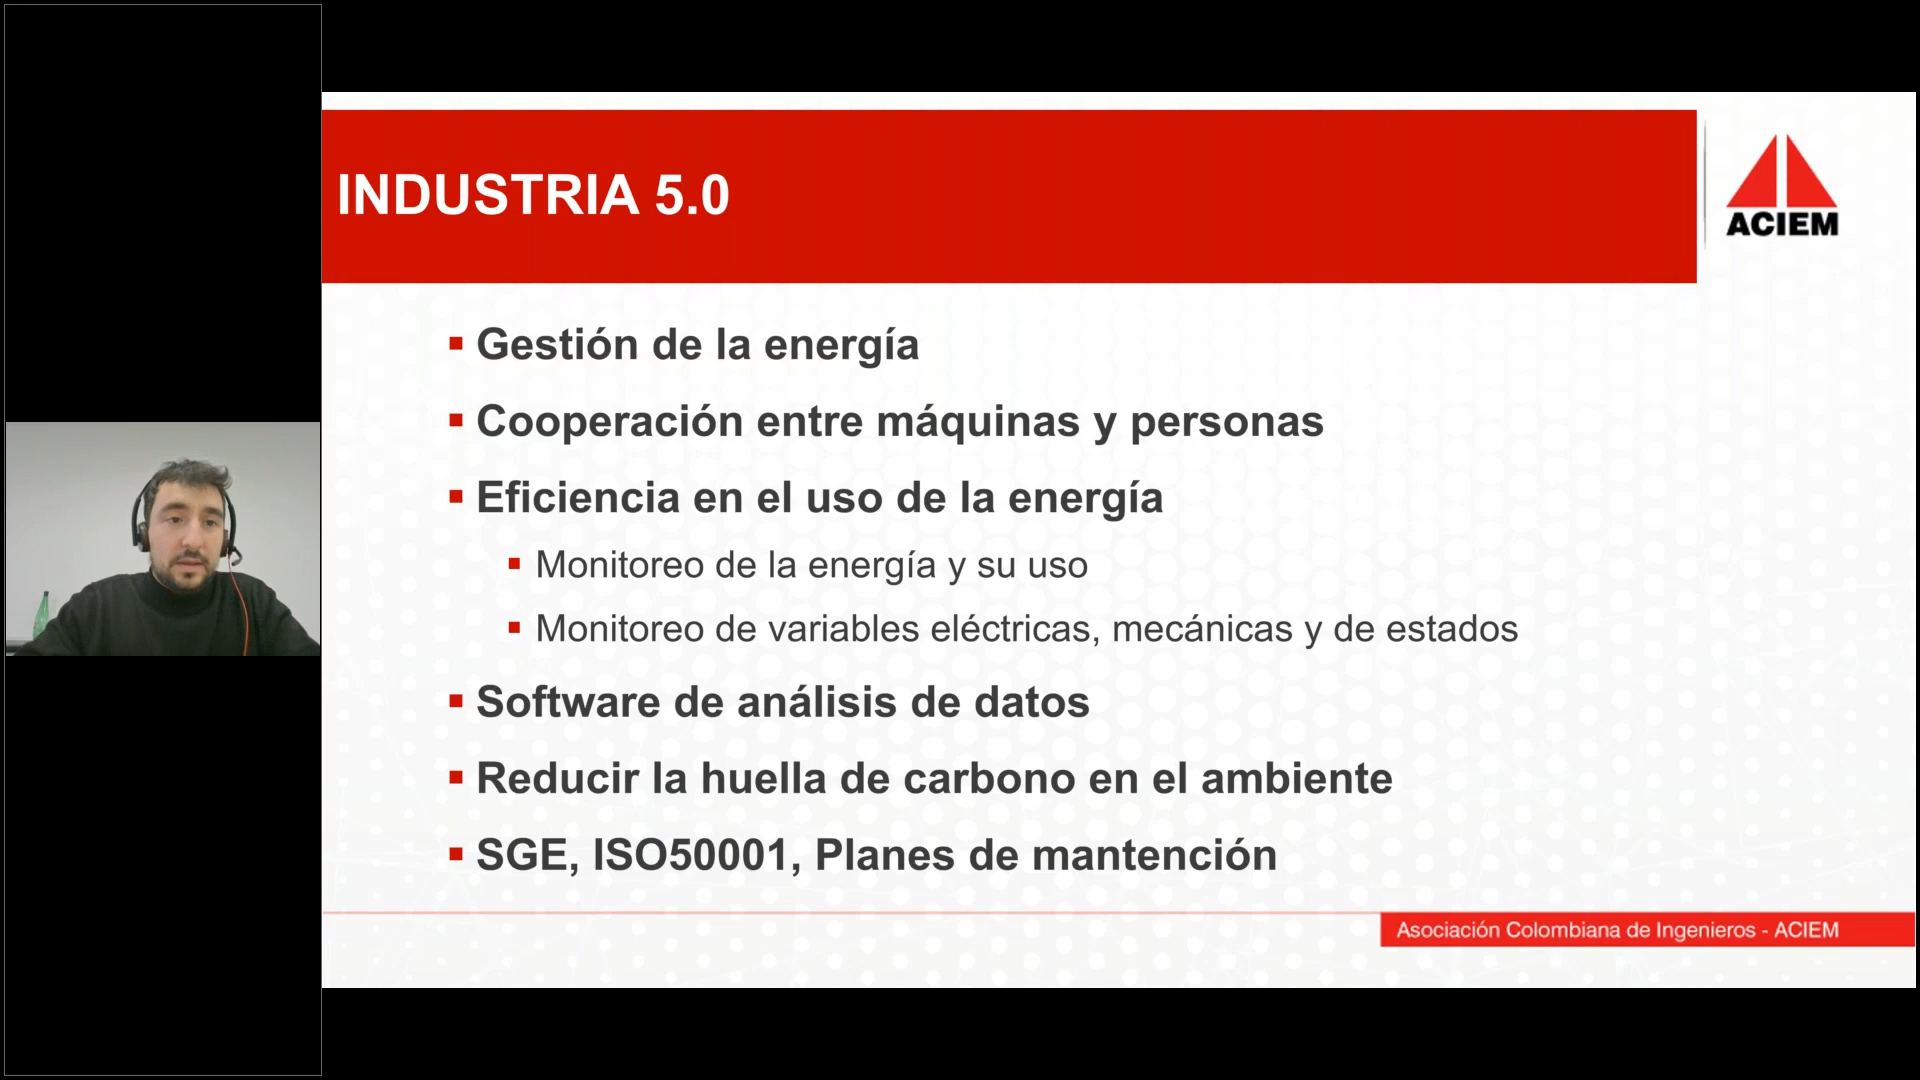 INDUSTRIA 5.0
ACIEM
Gestión de la energía
Cooperación entre máquinas y personas
Eficiencia en el uso de la energía
Monitoreo de la energía y su uso
Monitoreo de variables eléctricas, mecánicas y de estados
Software de análisis de datos
Reducir la huella de carbono en el ambiente
SGE, ISO50001, Planes de mantención
Asociación Colombiana de Ingenieros - ACIEM